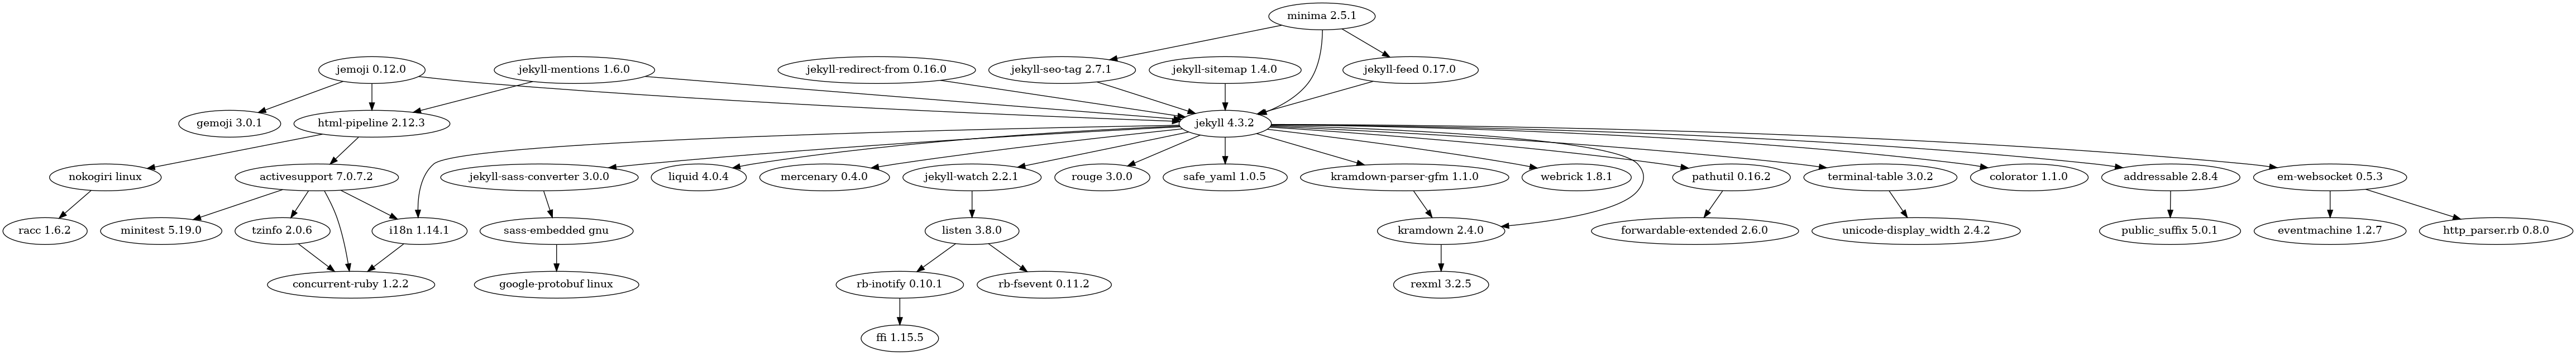 minima 2.5.1
jemoji 0.12.0
jekyll-mentions 1.6.0
jekyll-redirect-from 0.16.0
jekyll-seo-tag 2.7.1
jekyll-sitemap 1.4.0
jekyll-feed 0.17.0
gemoji 3.0.1
html-pipeline 2.12.3
jekyll 4.3.2
nokogiri linux
activesupport 7.0.7.2
jekyll-sass-converter 3.0.0
liquid 4.0.4
mercenary 0.4.0
jekyll-watch 2.2.1
rouge 3.0.0
safe_yaml 1.0.5
kramdown-parser-gfm 1.1.0
webrick 1.8.1
pathutil 0.16.2
terminal-table 3.0.2
colorator 1.1.0
addressable 2.8.4
em-websocket 0.5.3
racc 1.6.2
minitest 5.19.0
tzinfo 2.0.6
i18n 1.14.1
sass-embedded gnu
listen 3.8.0
kramdown 2.4.0
forwardable-extended 2.6.0
unicode-display_width 2.4.2
public_suffix 5.0.1
eventmachine 1.2.7
http_parser.rb 0.8.0
concurrent-ruby 1.2.2
google-protobuf linux
rb-inotify 0.10.1
rb-fsevent 0.11.2
rexml 3.2.5
ffi 1.15.5